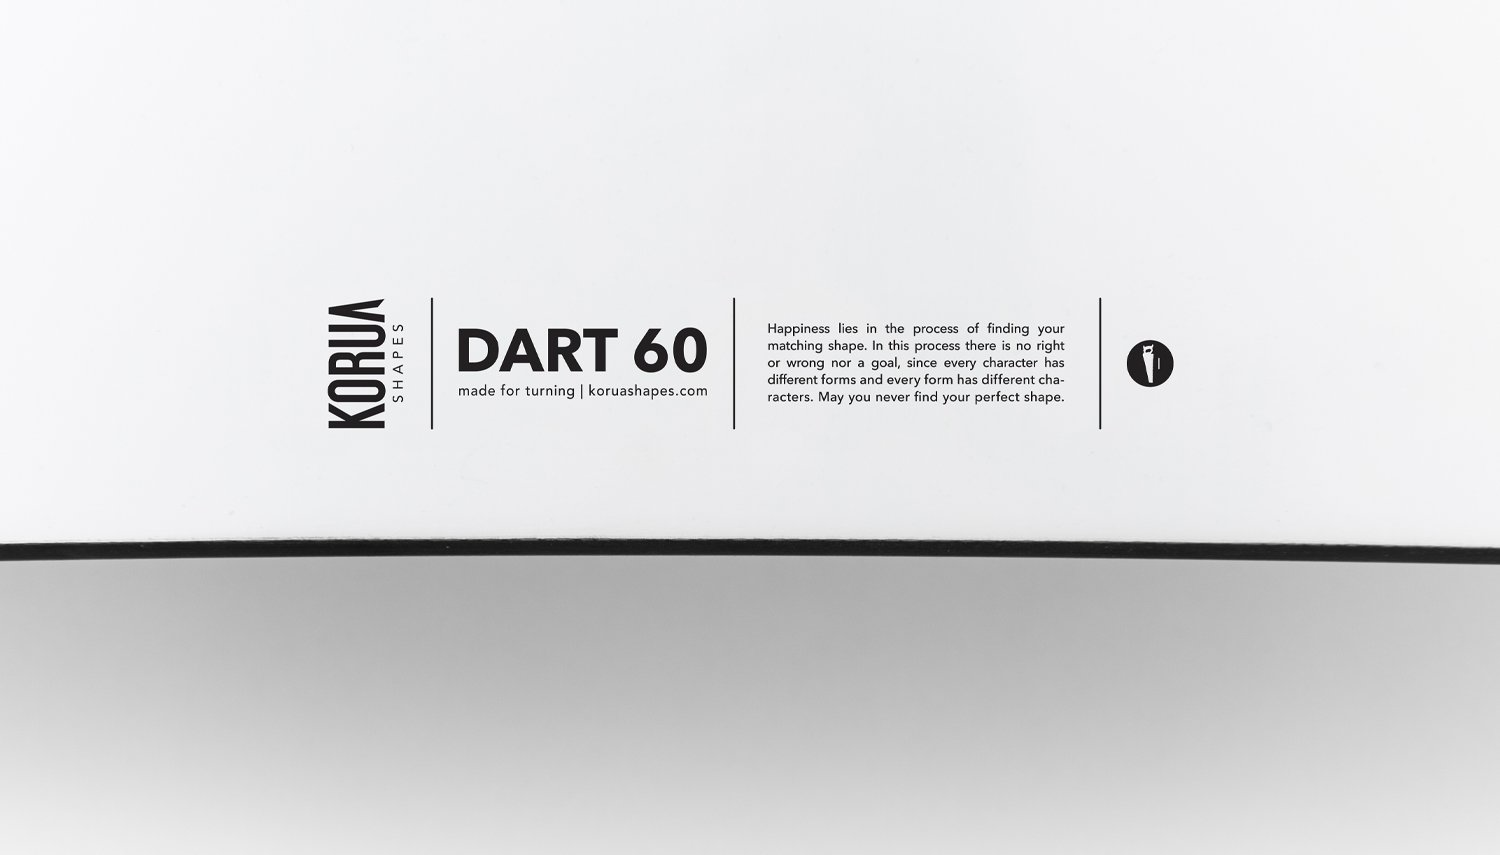 KORUA
SHAPES
DART 60
made for turning | koruashapes.com
Happiness lies in the process of finding your
matching shape. In this process there is no right
or wrong nor a goal, since every character has
different forms and every form has different cha-
racters. May you never find your perfect shape.